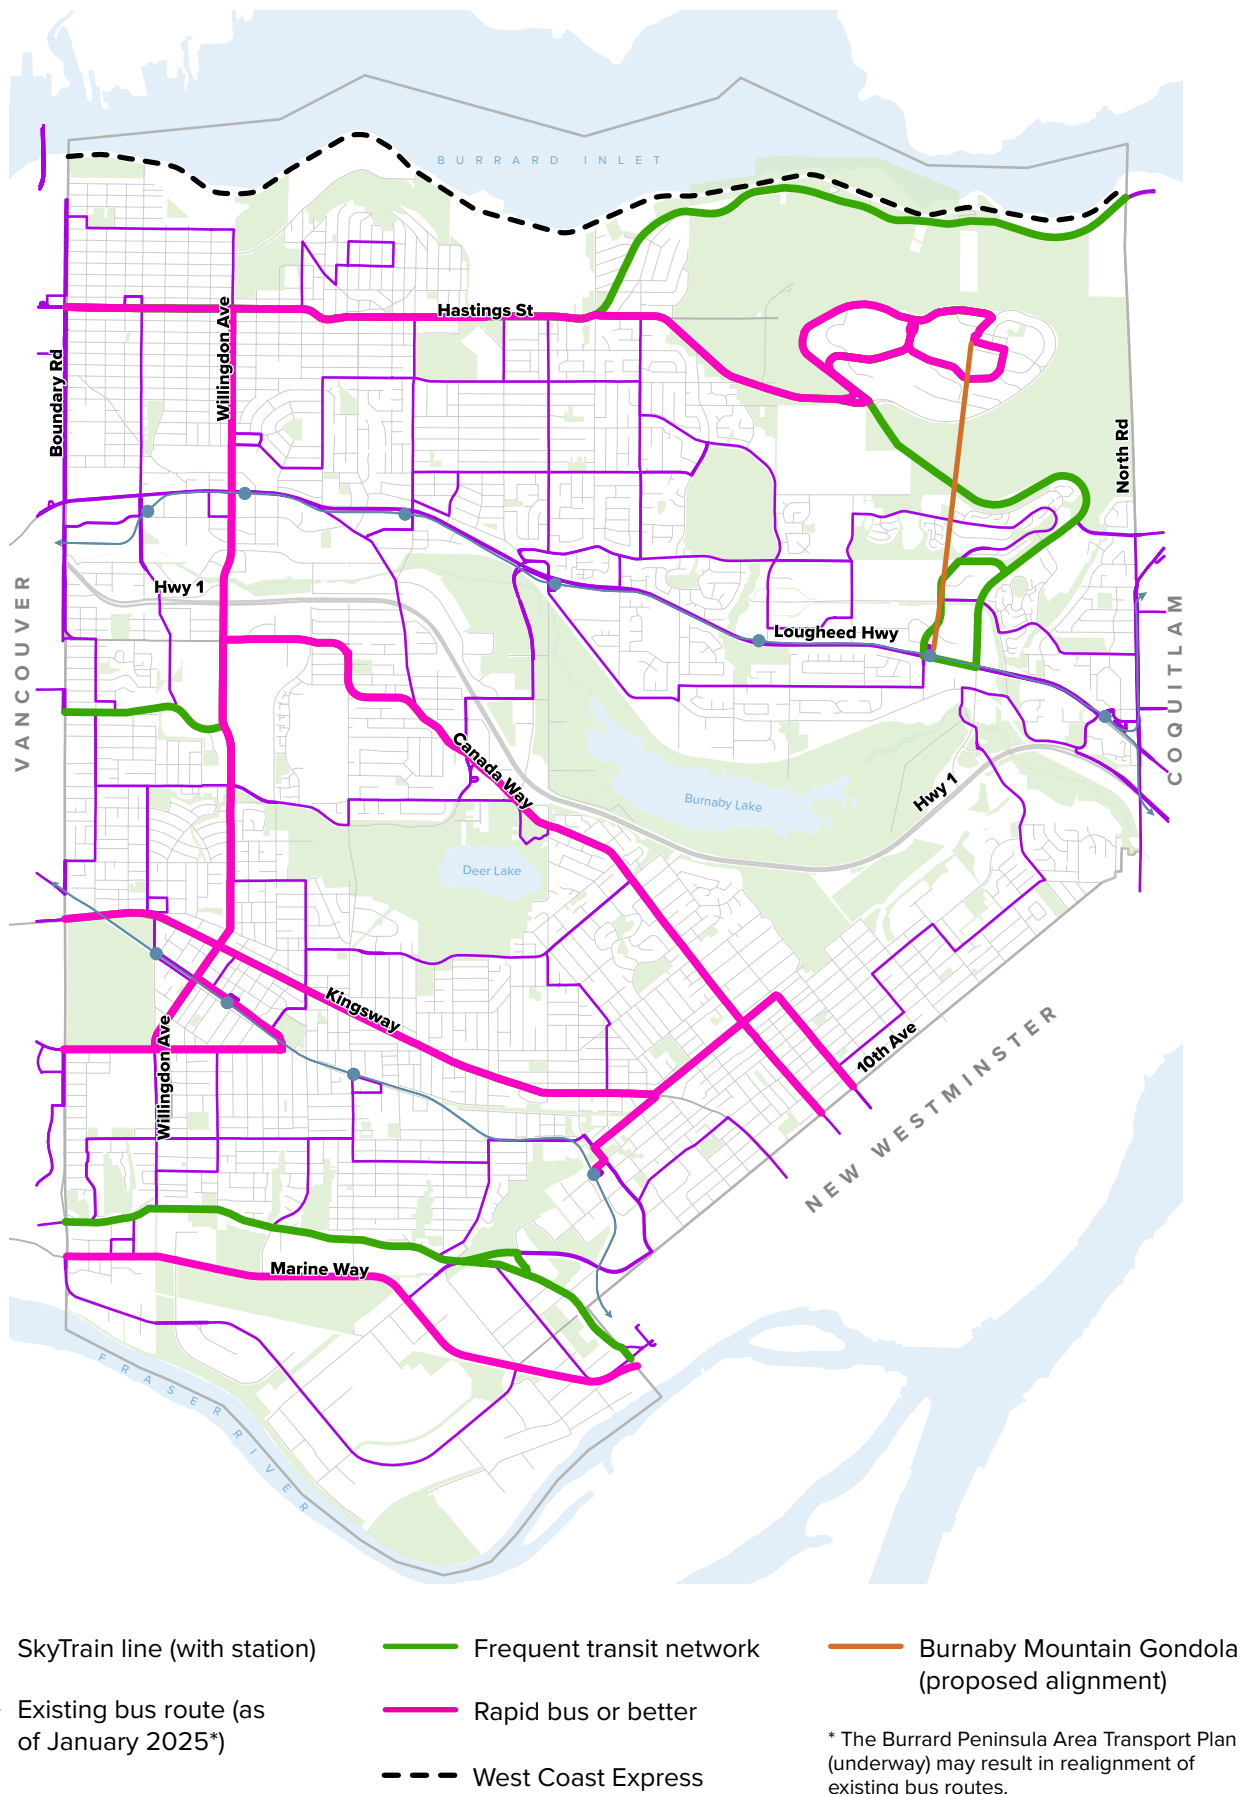 BURRARD INLET
Hastings St
Willingdon Ave
Boundary Rd
North Rd
Hwy 1
VANCOUVER
Lougheed Hwy
COQUITLAM
Canada Way
Hwy 1
Burnaby Lake
Deer Lake
Kingsway
Willingdon Ave
10th Ave
NEW WESTMINSTER
Marine Way
FRASER RIVER
SkyTrain line (with station)
Existing bus route (as
of January 2025*)
Frequent transit network
Rapid bus or better
West Coast Express
Burnaby Mountain Gondola
(proposed alignment)
* The Burrard Peninsula Area Transport Plan
(underway) may result in realignment of
existing bus routes.